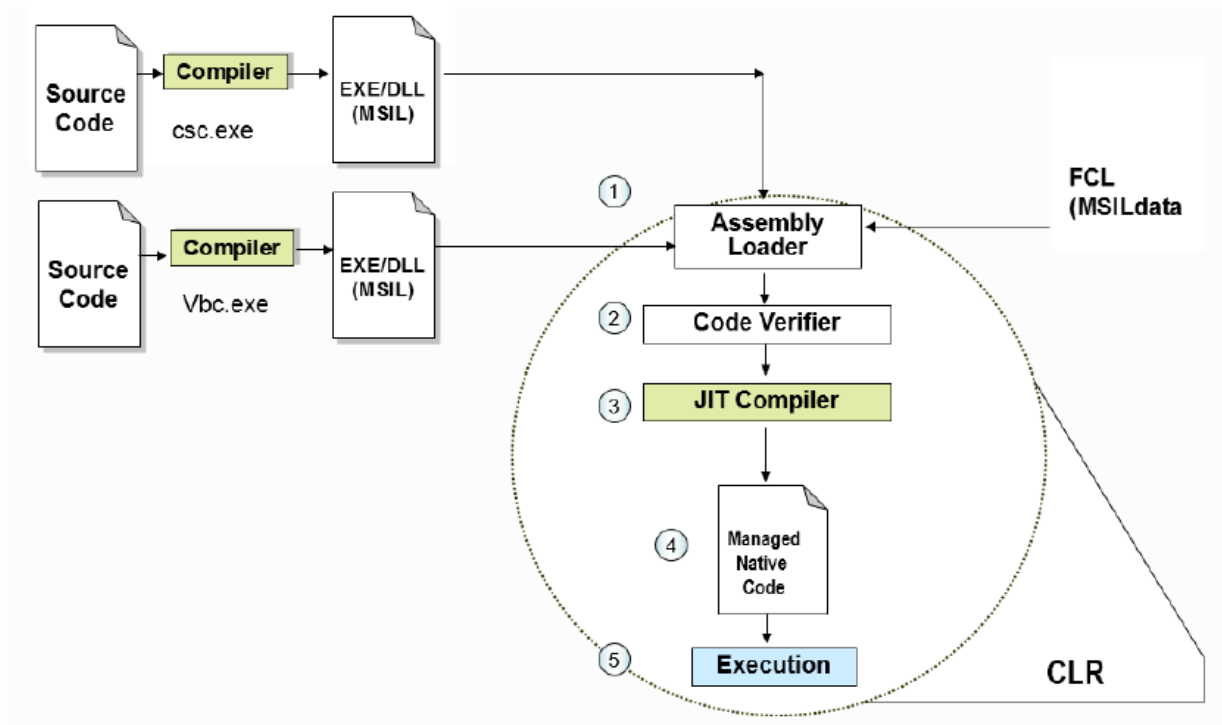 Source
Code
Compiler
csc.exe
EXE/DLL
(MSIL)
Source
Code
Compiler
Vbc.exe
EXE/DLL
(MSIL)
FCL
(MSILdata
1
Assembly
Loader
2
Code Verifier
3
JIT Compiler
4
Managed
Native
Code
5
Execution
CLR